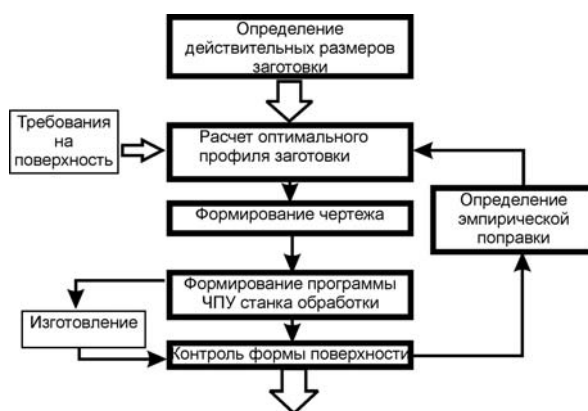 Определение
действительных размеров
заготовки
Требования
на
поверхность
Расчет оптимального
профиля заготовки
Формирование чертежа
Определение
эмпирической
поправки
Формирование программы
ЧПУ станка обработки
Изготовление
Контроль формы поверхности